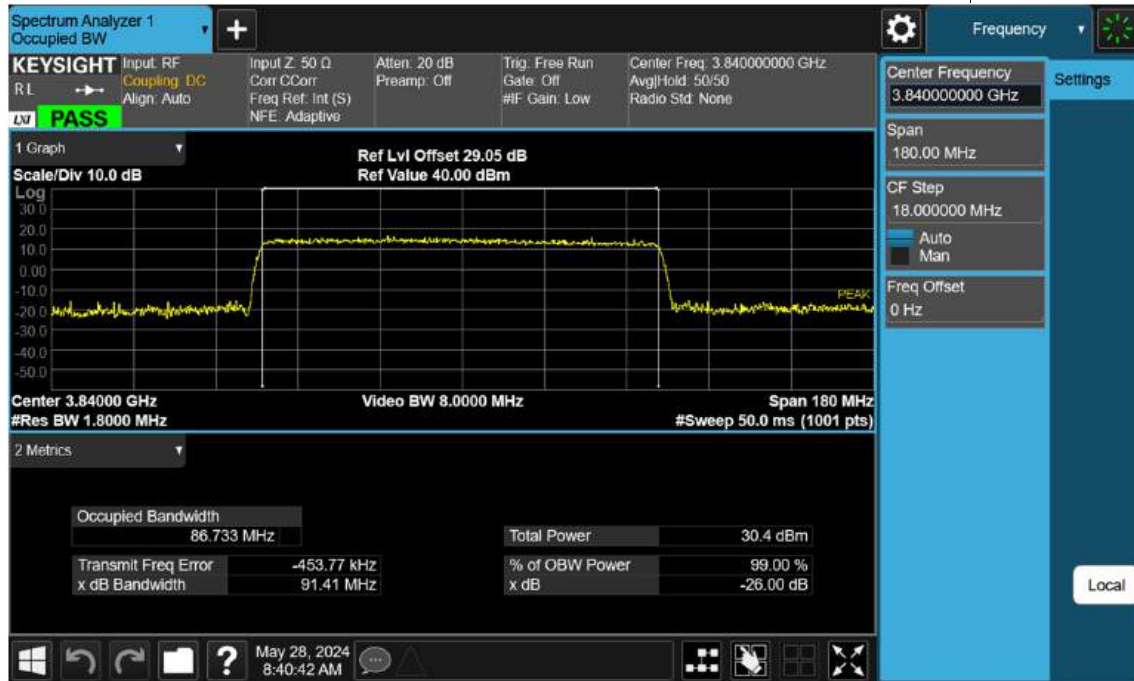 Spectrum Analyzer 1
Occupied BW
+
Frequency
KEYSIGHT
R L
LXI
PASS
Input: RF
Coupling: DC
Align: Auto
Input Z: 50 Ω
Corr CCorr
Freq Ref: Int (S)
NFE: Adaptive
Atten: 20 dB
Preamp: Off
Trig: Free Run
Gate: Off
#IF Gain: Low
Center Freq: 3.840000000 GHz
Avg|Hold: 50/50
Radio Std: None
Center Frequency
3.840000000 GHz
Settings
Span
180.00 MHz
CF Step
18.000000 MHz
Auto
Man
Freq Offset
0 Hz
1 Graph
Scale/Div 10.0 dB
Ref Lvl Offset 29.05 dB
Ref Value 40.00 dBm
Log
30.0
20.0
10.0
0.00
-10.0
-20.0
-30.0
-40.0
-50.0
PEAK
Center 3.84000 GHz
#Res BW 1.8000 MHz
Video BW 8.0000 MHz
Span 180 MHz
#Sweep 50.0 ms (1001 pts)
2 Metrics
Occupied Bandwidth
86.733 MHz
Total Power 30.4 dBm
Transmit Freq Error -453.77 kHz
% of OBW Power 99.00 %
x dB Bandwidth 91.41 MHz
x dB -26.00 dB
Local
?
May 28, 2024
8:40:42 AM